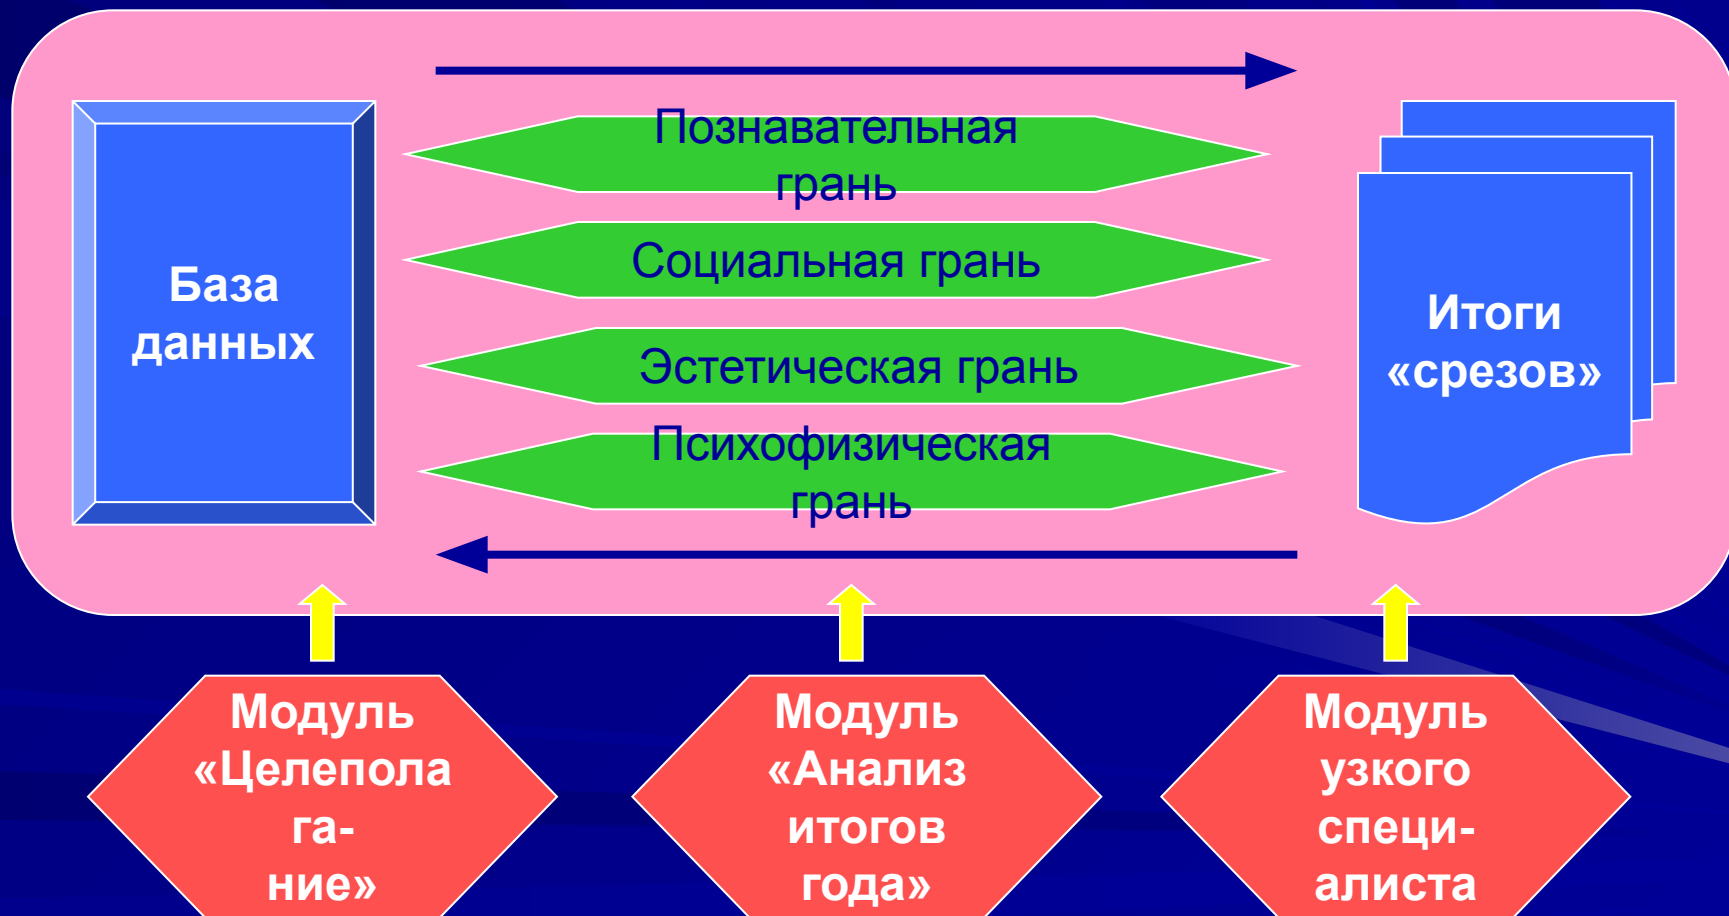 База
данных
Познавательная
грань
Социальная грань
Эстетическая грань
Психофизическая
грань
Итоги
«срезов»
Модуль
«Целепола
га-
ние»
Модуль
«Анализ
итогов
года»
Модуль
узкого
специ-
алиста